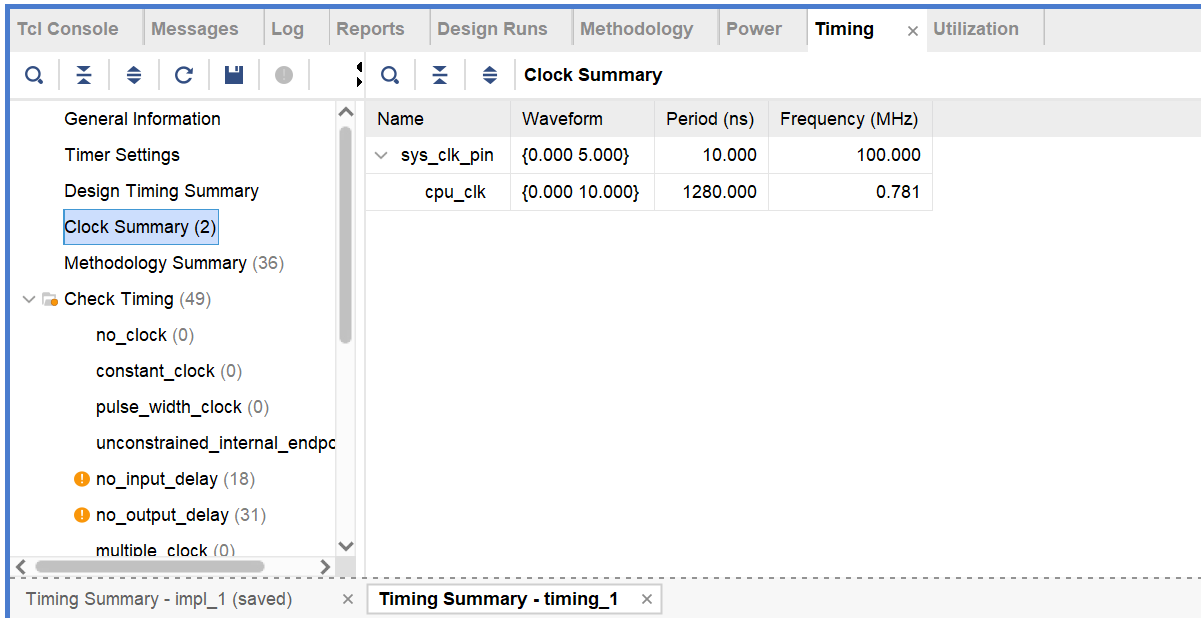 Tcl Console Messages Log Reports Design Runs Methodology Power Timing Utilization
Clock Summary
General Information
Timer Settings
Design Timing Summary
Clock Summary (2)
Methodology Summary (36)
Check Timing (49)
no_clock (0)
constant_clock (0)
pulse_width_clock (0)
unconstrained_internal_endpo
no_input_delay (18)
no_output_delay (31)
multiple_clock (0)
Name Waveform Period (ns) Frequency (MHz)
sys_clk_pin {0.000 5.000} 10.000 100.000
cpu_clk {0.000 10.000} 1280.000 0.781
Timing Summary - impl_1 (saved) Timing Summary - timing_1